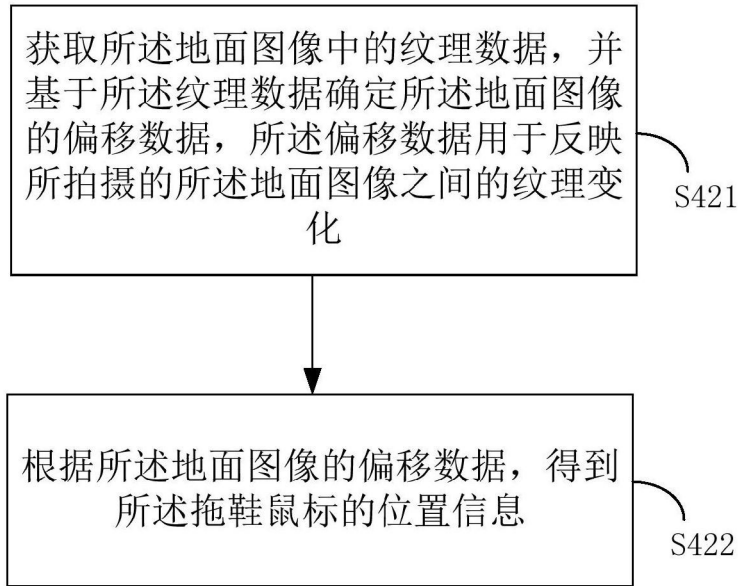 获取所述地面图像中的纹理数据，并
基于所述纹理数据确定所述地面图像
的偏移数据，所述偏移数据用于反映
所拍摄的所述地面图像之间的纹理变
化
S421
根据所述地面图像的偏移数据，得到
所述拖鞋鼠标的位置信息
S422